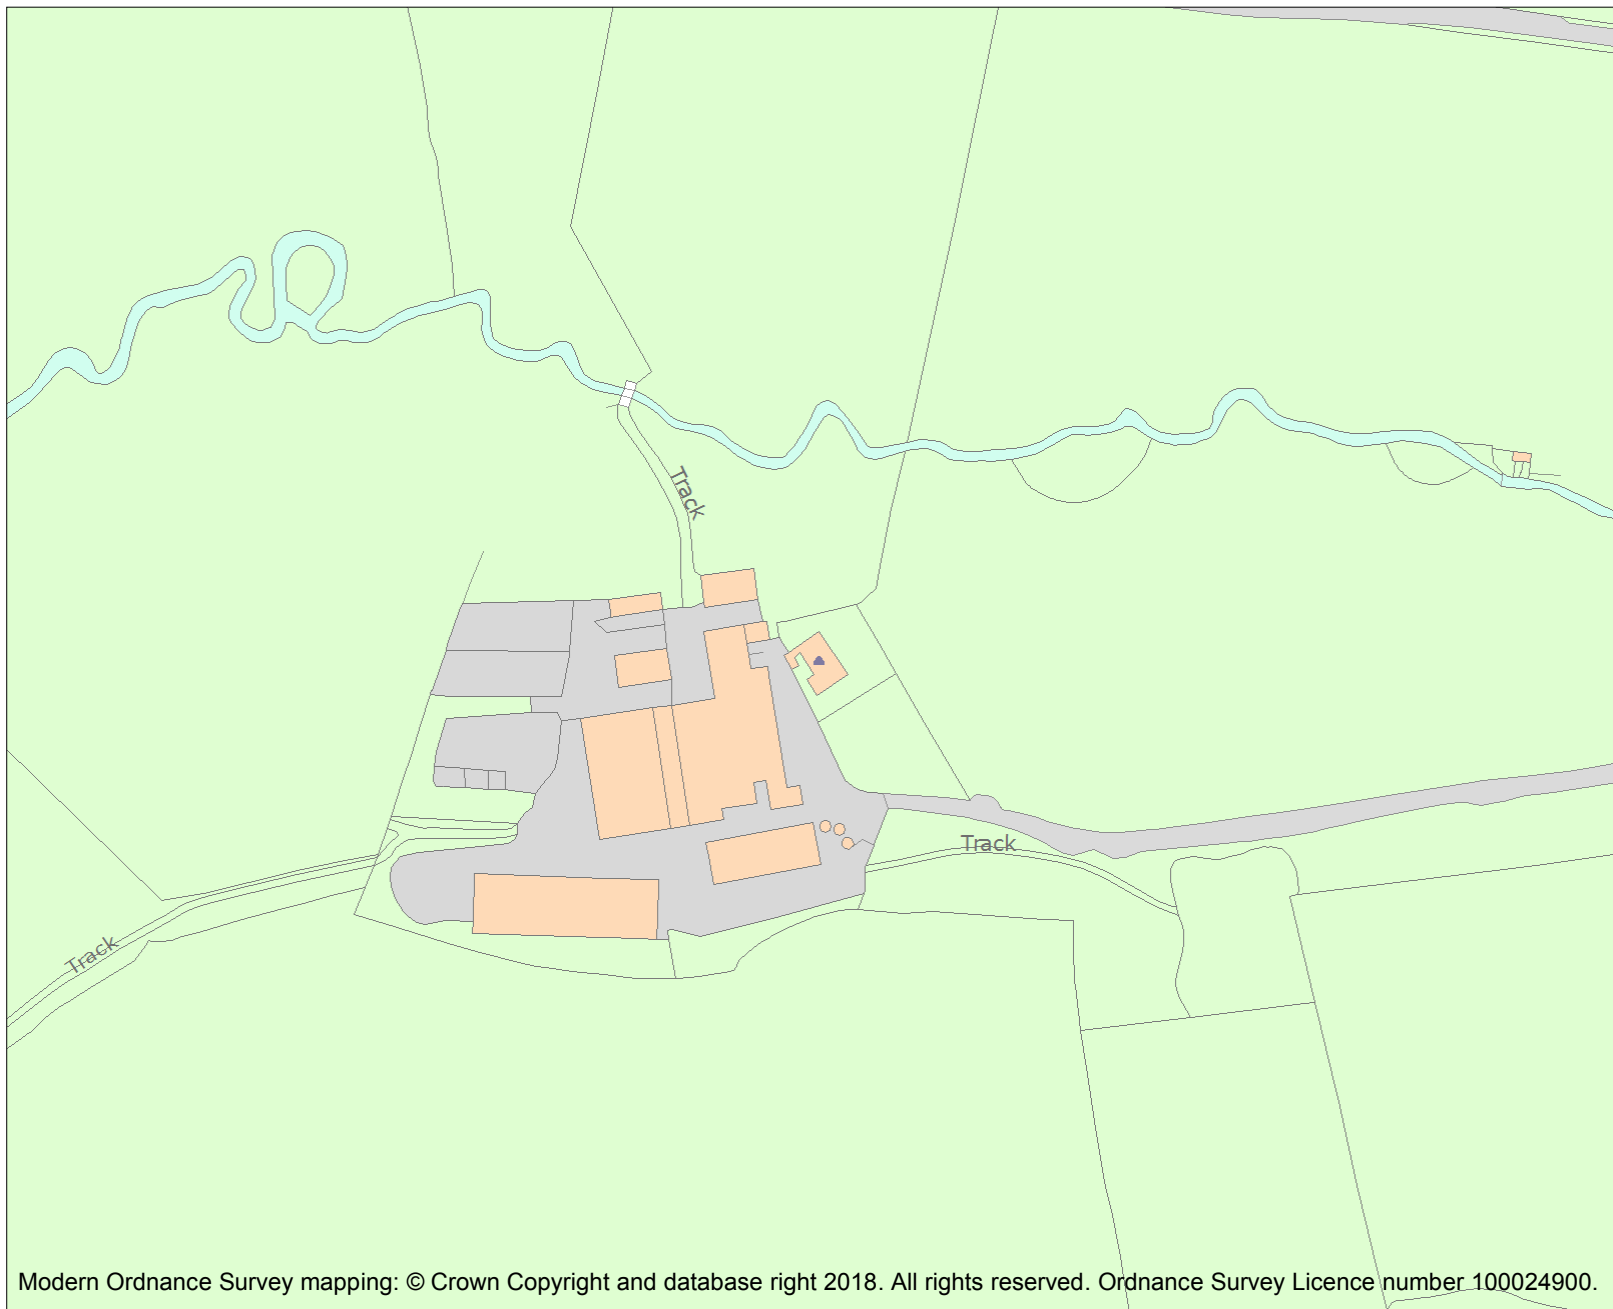 Track
Track
Track
Modern Ordnance Survey mapping: © Crown Copyright and database right 2018. All rights reserved. Ordnance Survey Licence number 100024900.